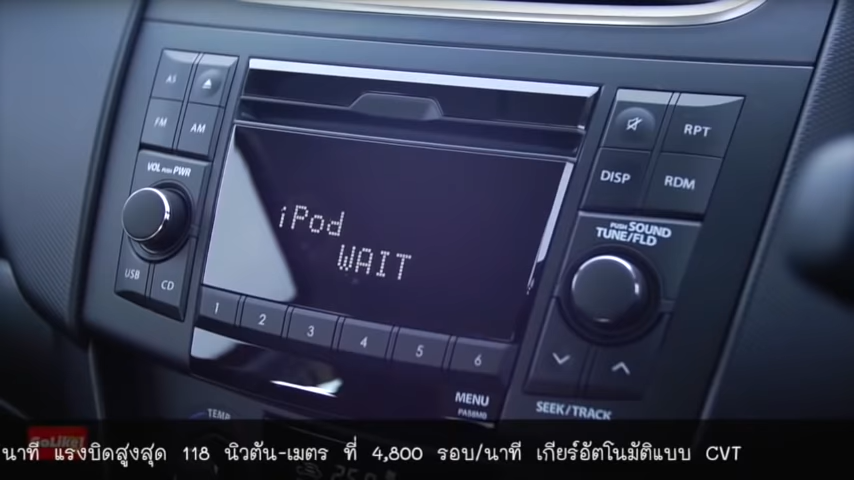 AS
FM
AM
VOL PUSH PWR
USB
CD
iPod
WAIT
RPT
DISP
RDM
PUSH SOUND
TUNE/FLD
1 2 3 4 5 6
MENU
PA58MB
SEEK/TRACK
TEMP
GoLike!
นาที แรงบิดสูงสุด 118 นิวตัน-เมตร ที่ 4,800 รอบ/นาที เกียร์อัตโนมัติแบบ CVT